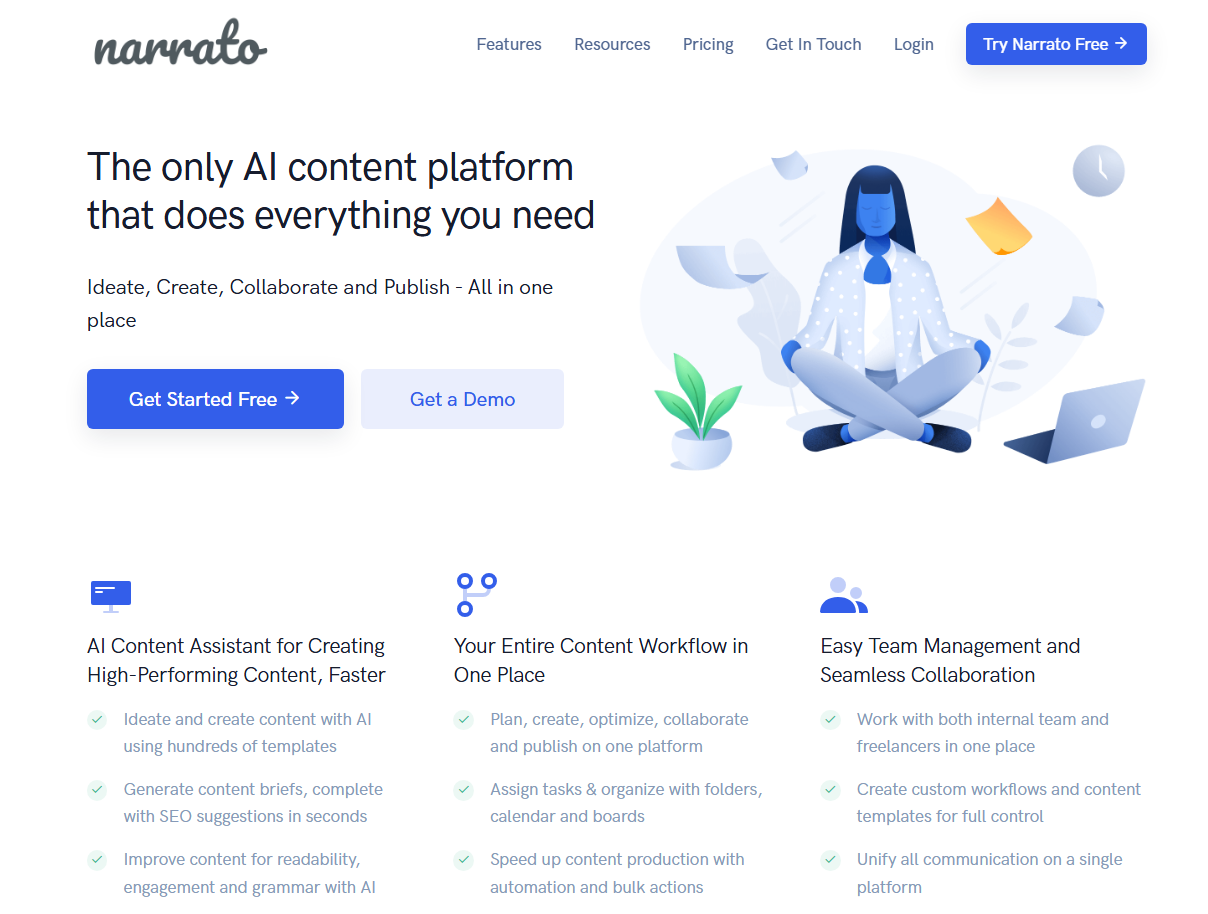 narrato
Features
Resources
Pricing
Get In Touch
Login
Try Narrato Free →
The only AI content platform
that does everything you need
Ideate, Create, Collaborate and Publish - All in one
place
Get Started Free →
Get a Demo
AI Content Assistant for Creating
High-Performing Content, Faster
Ideate and create content with AI
using hundreds of templates
Generate content briefs, complete
with SEO suggestions in seconds
Improve content for readability,
engagement and grammar with AI
Your Entire Content Workflow in
One Place
Plan, create, optimize, collaborate
and publish on one platform
Assign tasks & organize with folders,
calendar and boards
Speed up content production with
automation and bulk actions
Easy Team Management and
Seamless Collaboration
Work with both internal team and
freelancers in one place
Create custom workflows and content
templates for full control
Unify all communication on a single
platform